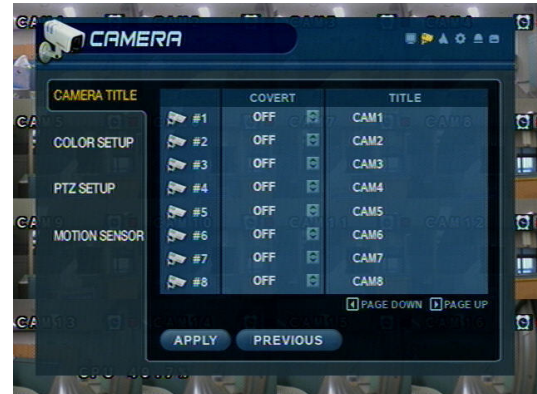 CAMERA
CAMERA TITLE
COLOR SETUP
PTZ SETUP
MOTION SENSOR
COVERT TITLE
#1 OFF CAM1
#2 OFF CAM2
#3 OFF CAM3
#4 OFF CAM4
#5 OFF CAM5
#6 OFF CAM6
#7 OFF CAM7
#8 OFF CAM8
PAGE DOWN PAGE UP
APPLY PREVIOUS